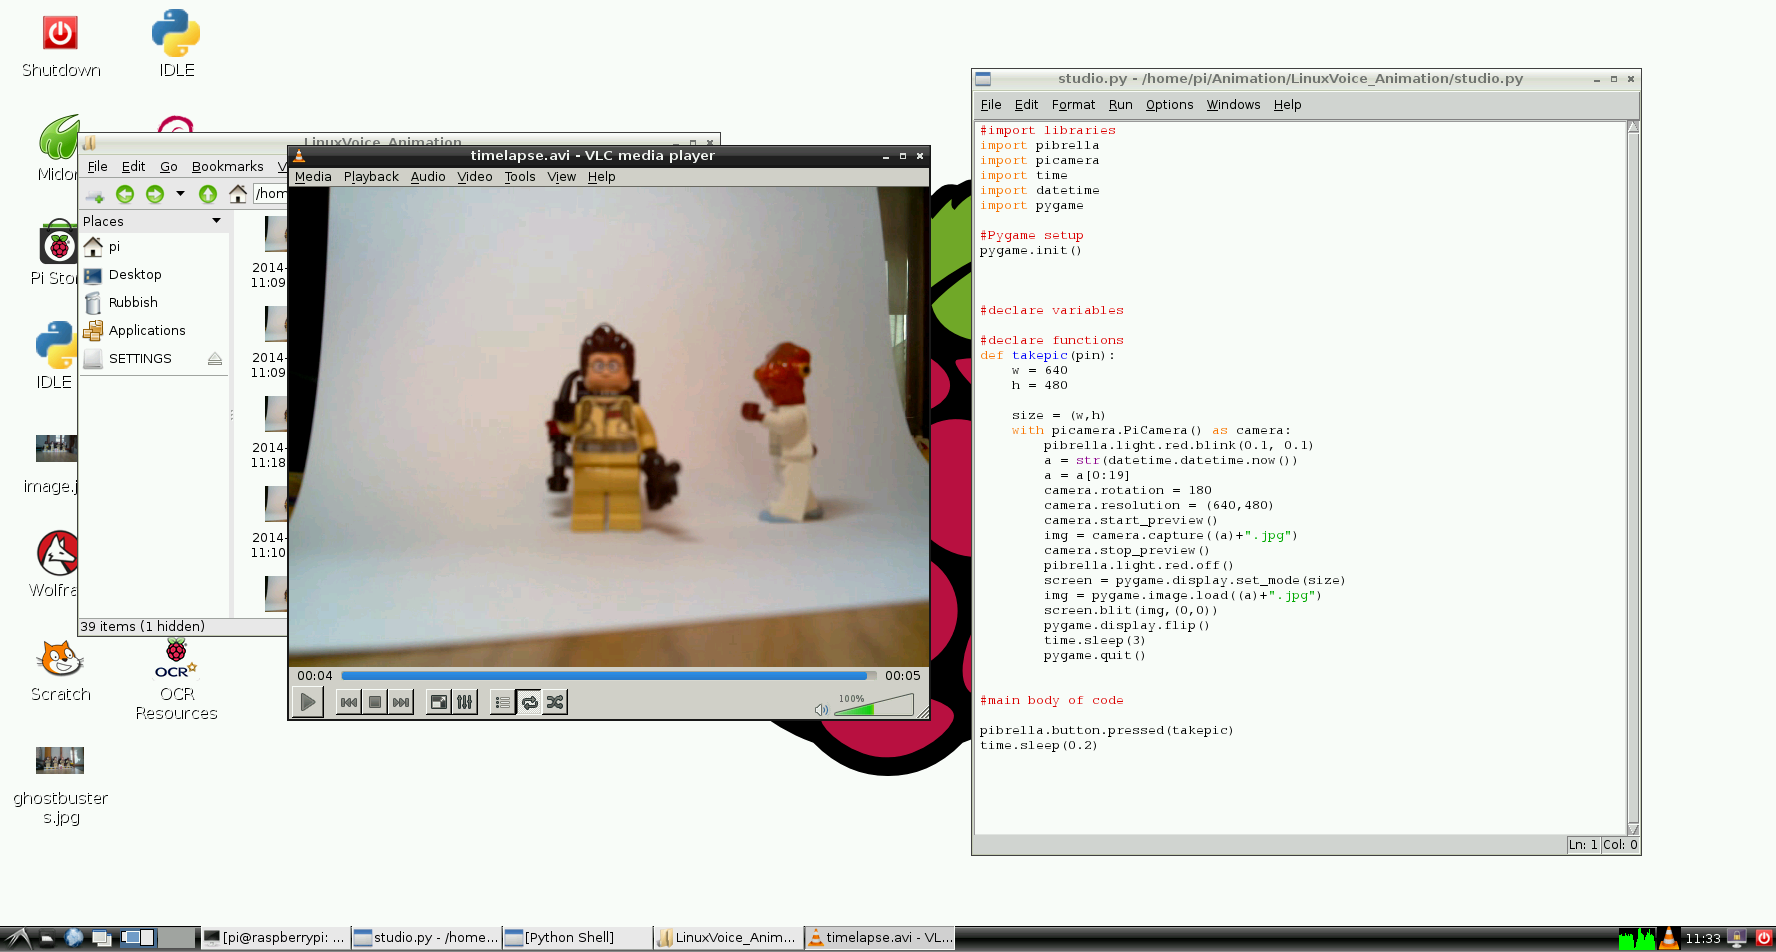 Shutdown
IDLE
Pi Sto
IDLE
image.j
Wolfra
Scratch
OCR
OCR
Resources
ghostbuster
s.jpg
LinuxVoice_Animation
File Edit Go Bookmarks V
/hom
Places
pi
Desktop
Rubbish
Applications
SETTINGS
2014-
11:09
11:09
2014-
11:18
2014-
11:10
39 items (1 hidden)
timelapse.avi - VLC media player
Media Playback Audio Video Tools View Help
00:04
00:05
100%
studio.py - /home/pi/Animation/LinuxVoice_Animation/studio.py
File Edit Format Run Options Windows Help
#import libraries
import pibrella
import picamera
import time
import datetime
import pygame
#Pygame setup
pygame.init()
#declare variables
#declare functions
def takepic(pin):
    w = 640
    h = 480
    size = (w,h)
    with picamera.PiCamera() as camera:
        pibrella.light.red.blink(0.1, 0.1)
        a = str(datetime.datetime.now())
        a = a[0:19]
        camera.rotation = 180
        camera.resolution = (640,480)
        camera.start_preview()
        img = camera.capture((a)+".jpg")
        camera.stop_preview()
        pibrella.light.red.off()
        screen = pygame.display.set_mode(size)
        img = pygame.image.load((a)+".jpg")
        screen.blit(img,(0,0))
        pygame.display.flip()
        time.sleep(3)
        pygame.quit()
#main body of code
pibrella.button.pressed(takepic)
time.sleep(0.2)
Ln: 1 Col: 0
[pi@raspberrypi: ...
studio.py - /home...
[Python Shell]
LinuxVoice_Anim...
timelapse.avi - VL...
11:33